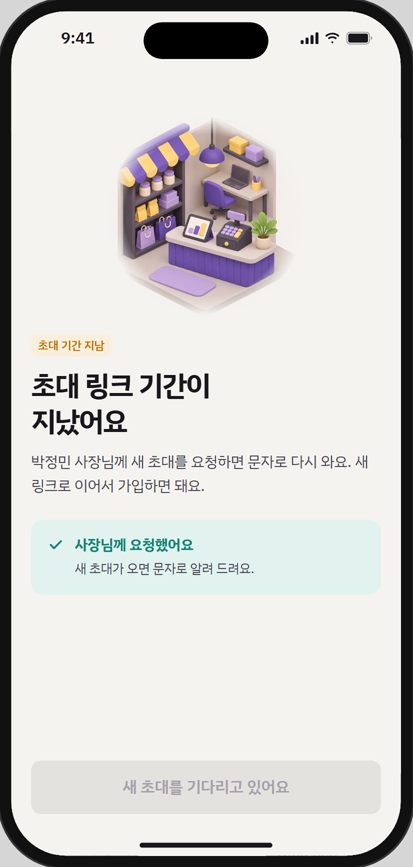 9:41
초대 기간 지남
초대 링크 기간이
지났어요
박정민 사장님께 새 초대를 요청하면 문자로 다시 와요. 새
링크로 이어서 가입하면 돼요.
사장님께 요청했어요
새 초대가 오면 문자로 알려 드려요.
새 초대를 기다리고 있어요